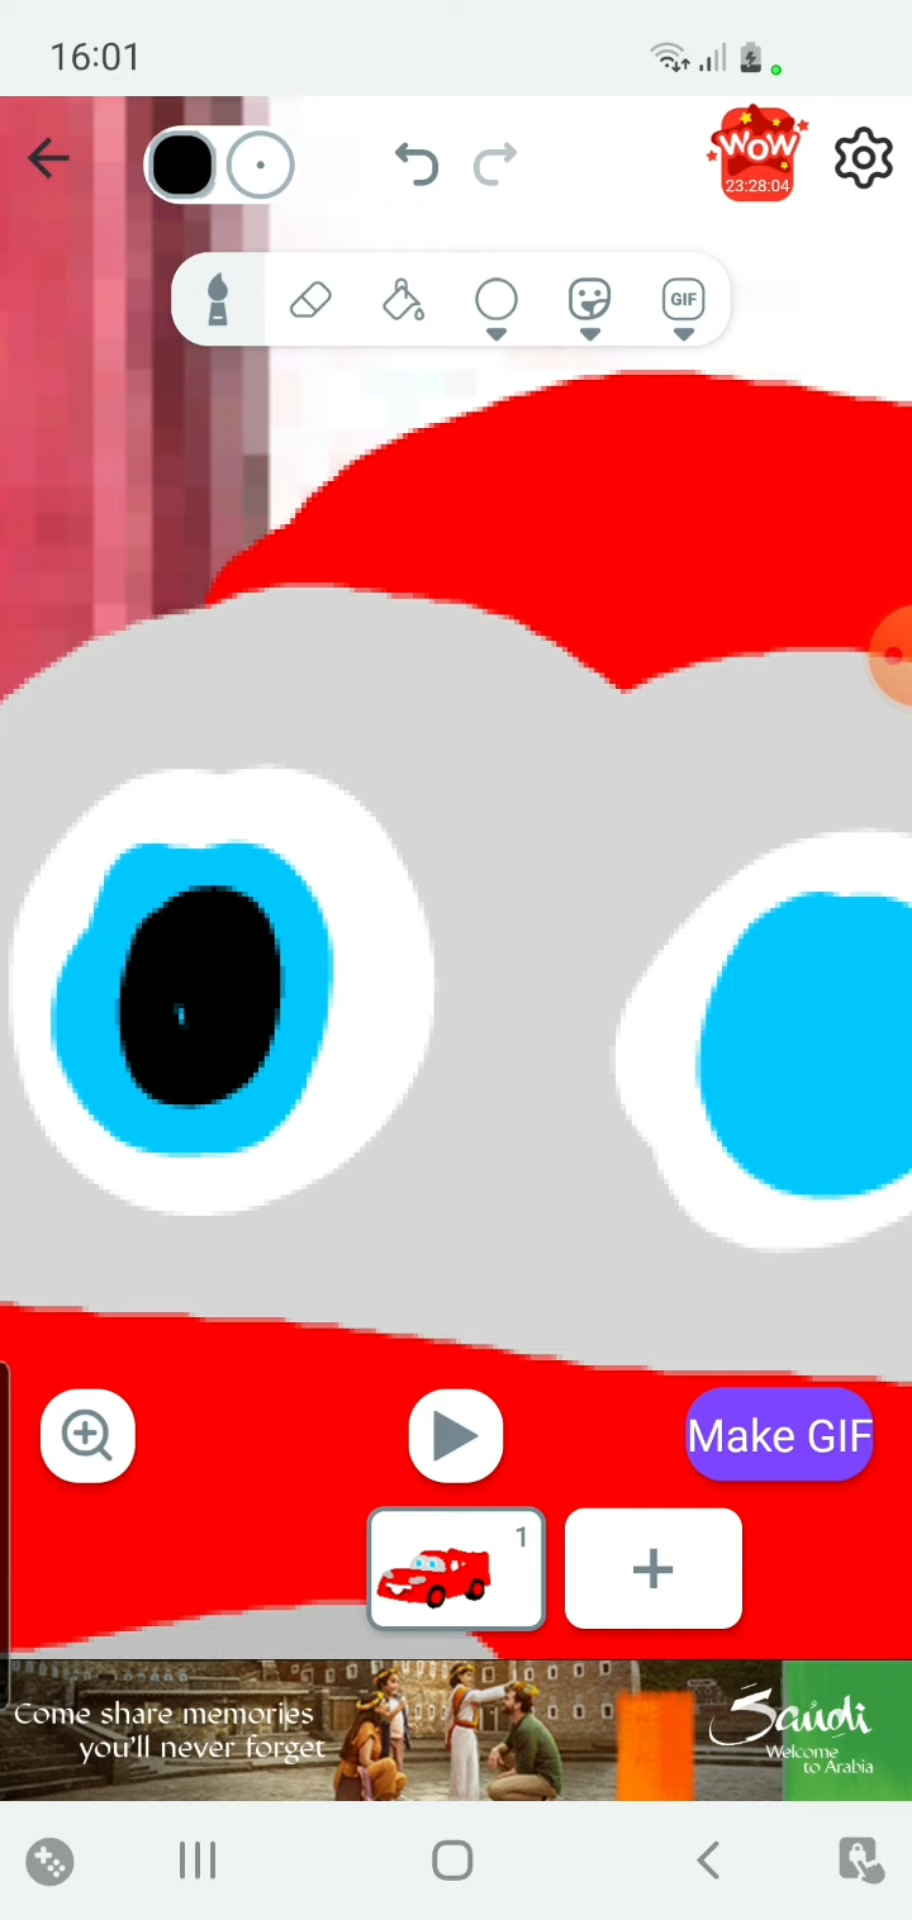 16:01
WOW
23:28:04
GIF
Make GIF
1
Come share memories
you'll never forget
Saudi
Welcome
to Arabia